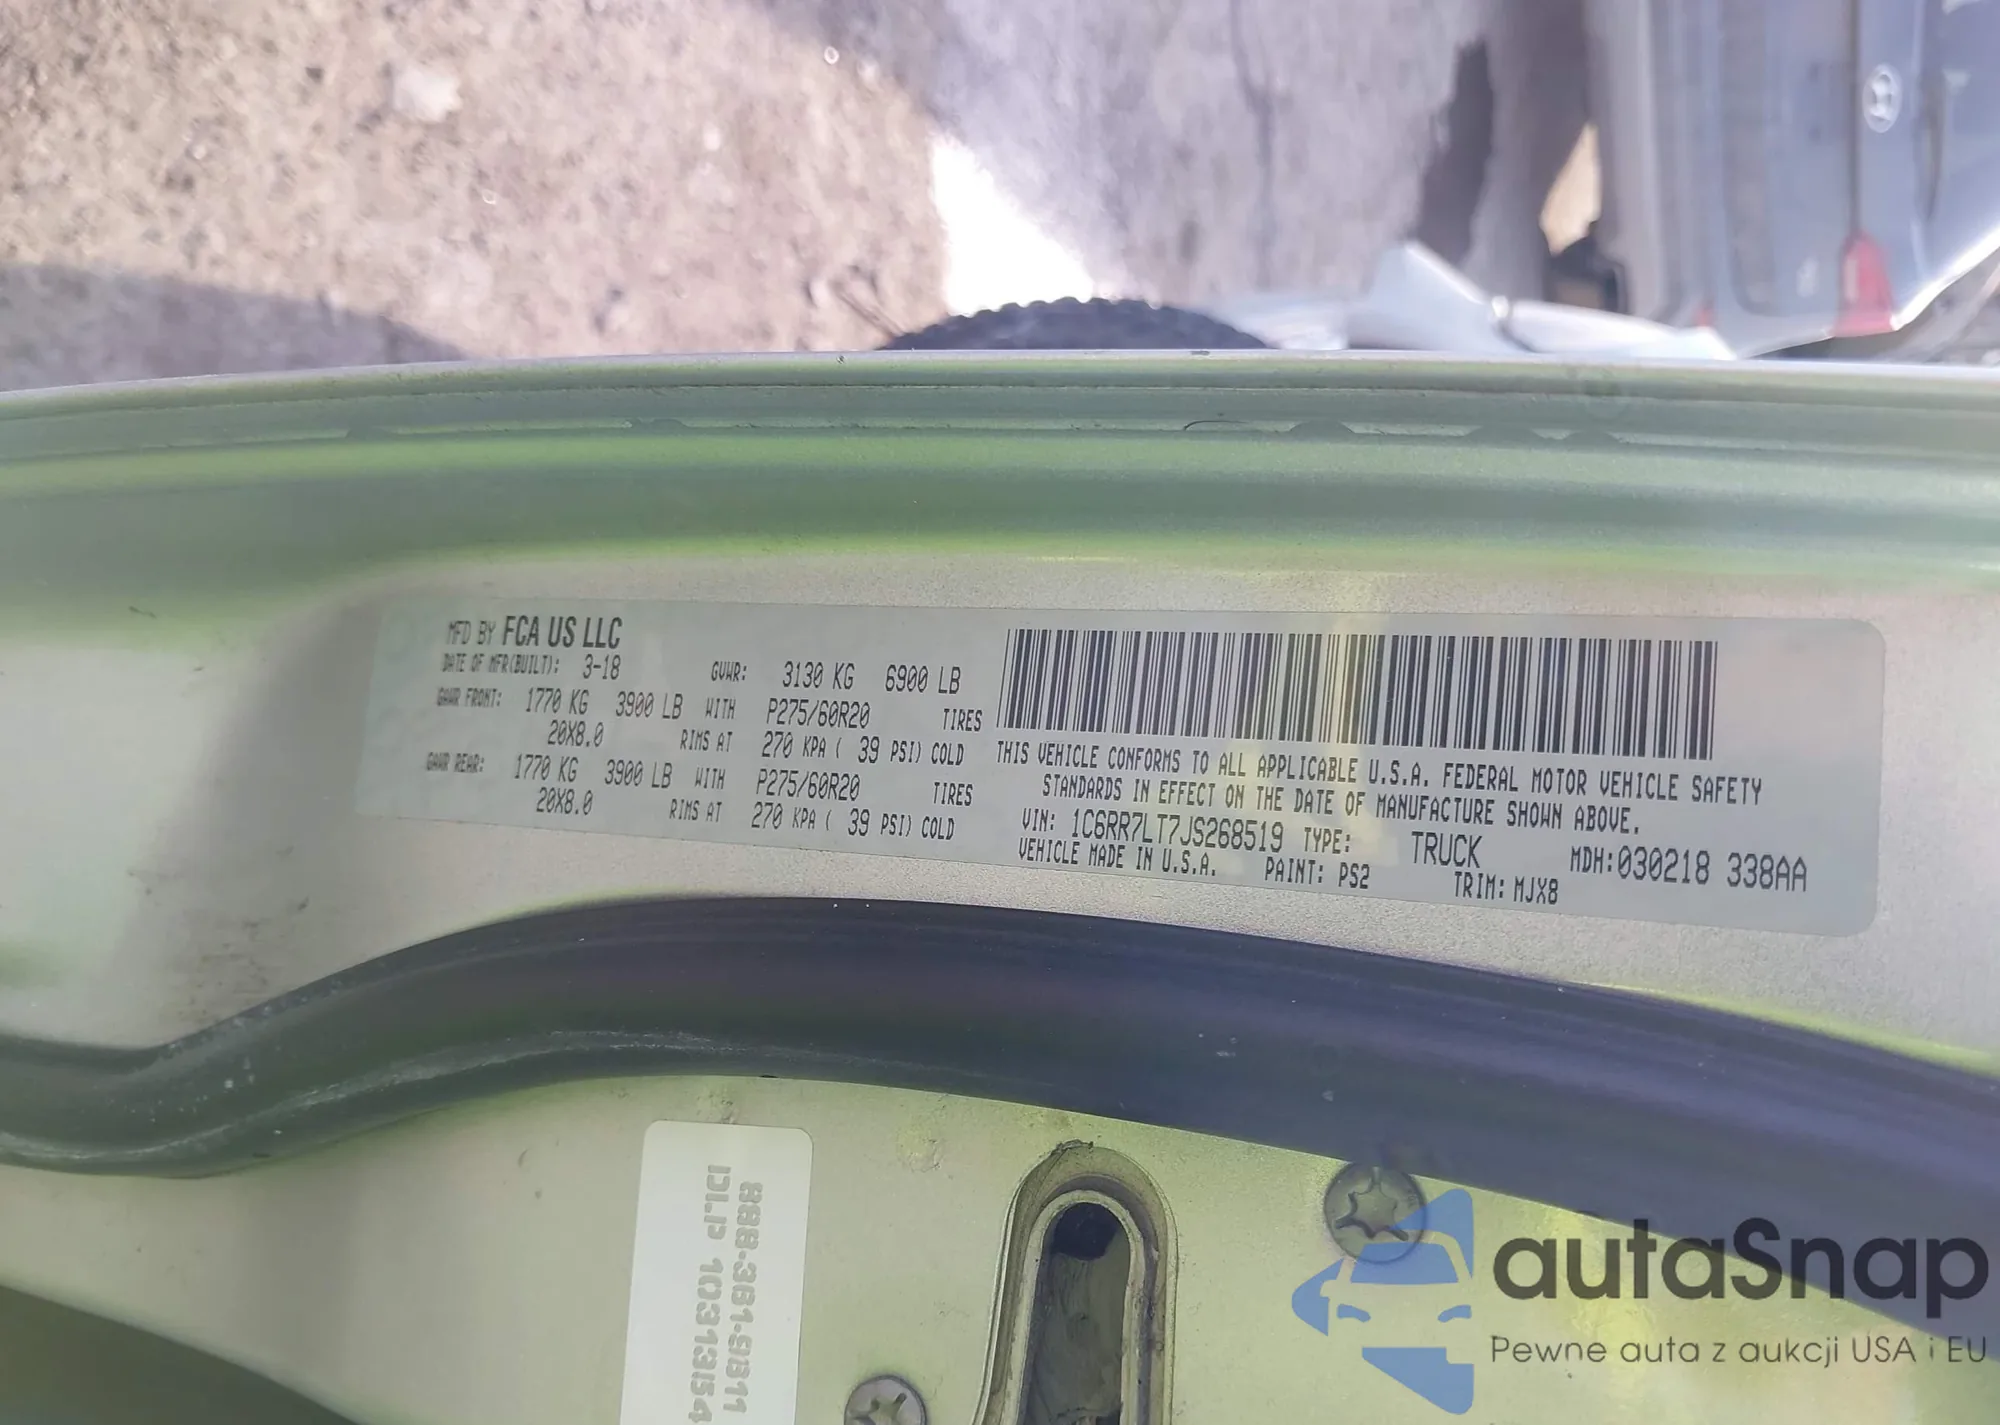 MFD BY FCA US LLC
DATE OF MFR(BUILT): 3-18 GVWR: 3130 KG 6900 LB
GAWR FRONT: 1770 KG 3900 LB WITH P275/60R20 TIRES
20X8.0 RIMS AT 270 KPA ( 39 PSI) COLD
GAWR REAR: 1770 KG 3900 LB WITH P275/60R20 TIRES
20X8.0 RIMS AT 270 KPA ( 39 PSI) COLD
THIS VEHICLE CONFORMS TO ALL APPLICABLE U.S.A. FEDERAL MOTOR VEHICLE SAFETY
STANDARDS IN EFFECT ON THE DATE OF MANUFACTURE SHOWN ABOVE.
VIN: 1C6RR7LT7JS268519 TYPE: TRUCK MDH:030218 338AA
VEHICLE MADE IN U.S.A. PAINT: PS2 TRIM: MJX8
888-361-9811
autaSnap
Pewne auta z aukcji USA i EU